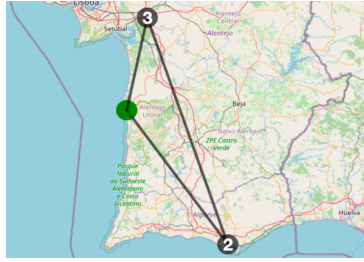 Lisboa
3
Setúbal
Alentejo
Central
Alentejo
Alentejo
Litoral
Beja
Baixo Alentejo
ZPE Castro
Verde
Parque
Natural
do Sudoeste
Alentejano
e Costa
Vicentina
Algarve
2
Huelva